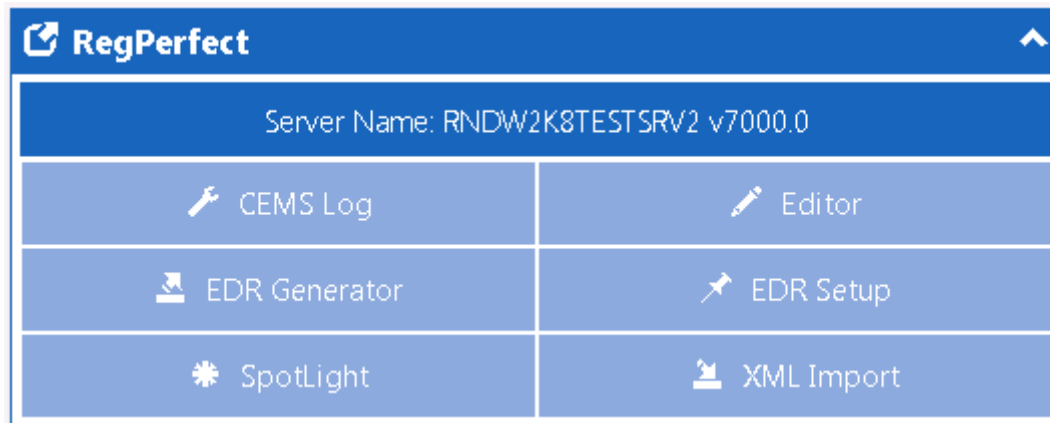 RegPerfect
Server Name: RNDW2K8TESTSRV2 v7000.0
CEMS Log
Editor
EDR Generator
EDR Setup
SpotLight
XML Import